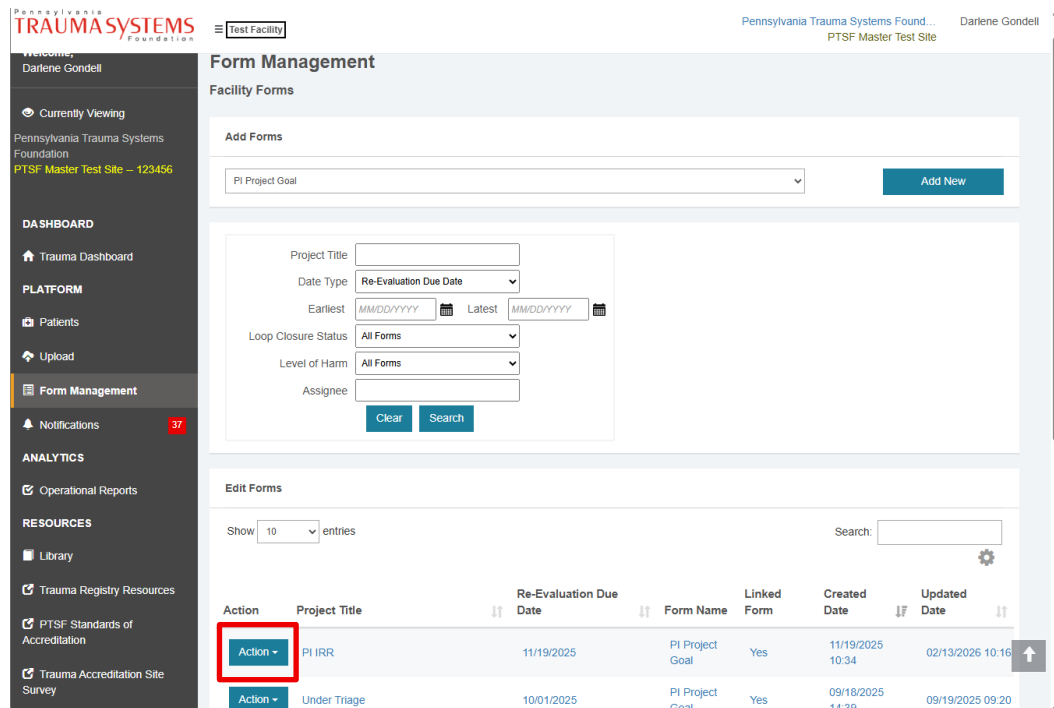 Pennsylvania
TRAUMA SYSTEMS
Foundation
Test Facility
Pennsylvania Trauma Systems Found...
PTSF Master Test Site
Darlene Gondell
Welcome,
Darlene Gondell
Currently Viewing
Pennsylvania Trauma Systems
Foundation
PTSF Master Test Site -- 123456
DASHBOARD
Trauma Dashboard
PLATFORM
Patients
Upload
Form Management
Notifications 37
ANALYTICS
Operational Reports
RESOURCES
Library
Trauma Registry Resources
PTSF Standards of
Accreditation
Trauma Accreditation Site
Survey
Form Management
Facility Forms
Add Forms
PI Project Goal
Add New
Project Title
Date Type Re-Evaluation Due Date
Earliest MM/DD/YYYY Latest MM/DD/YYYY
Loop Closure Status All Forms
Level of Harm All Forms
Assignee
Clear Search
Edit Forms
Show 10 entries Search:
Action Project Title Re-Evaluation Due Date Form Name Linked Form Created Date Updated Date
Action PI IRR 11/19/2025 PI Project Goal Yes 11/19/2025 10:34 02/13/2026 10:16
Action Under Triage 10/01/2025 PI Project Goal Yes 09/18/2025 14:39 09/19/2025 09:20